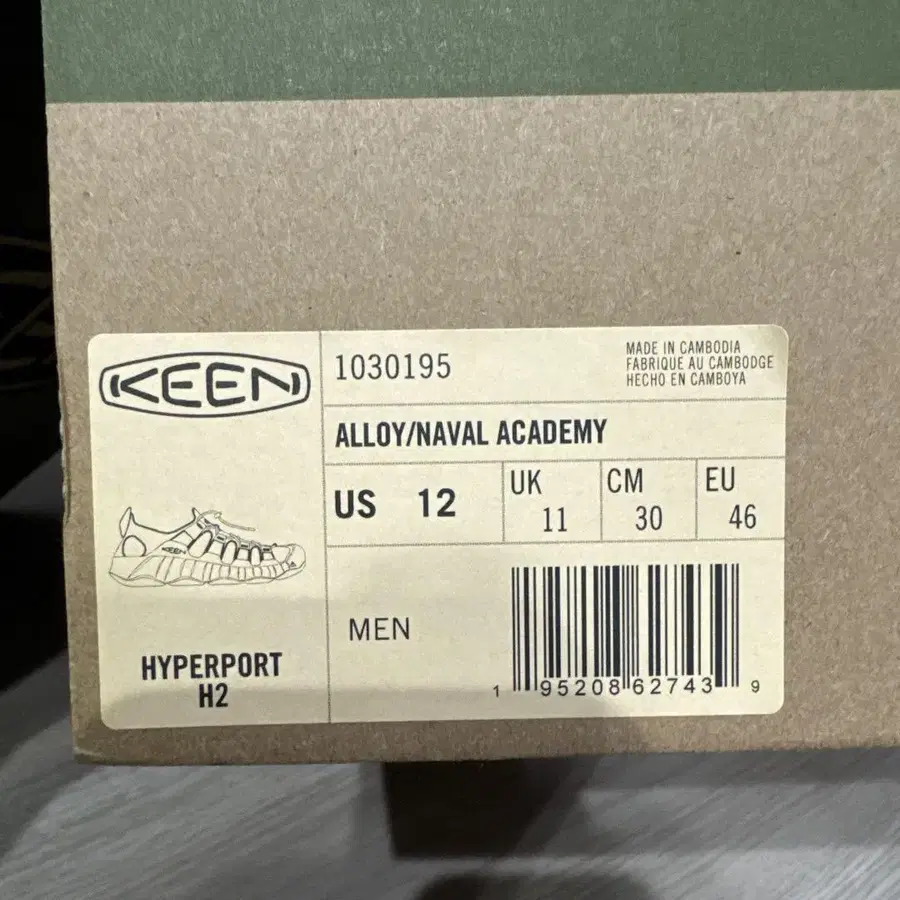 KEEN
1030195
MADE IN CAMBODIA
FABRIQUE AU CAMBODGE
HECHO EN CAMBOYA
ALLOY/NAVAL ACADEMY
US 12
UK
11
CM
30
EU
46
KEEN
HYPERPORT
H2
MEN
1 95208 62743 9